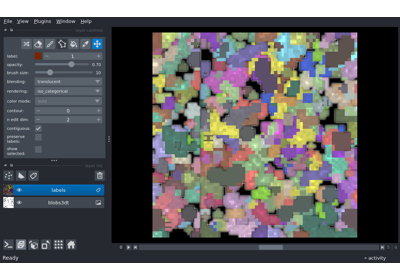 File View Plugins Window Help
label: 1
opacity: 0.70
brush size: 10
blending: translucent
rendering: iso_categorical
color mode:
contour: 0
n edit dim: 2
contiguous:
preserve
labels:
show
selected:
labels
blobs3dt
0
Ready
activity